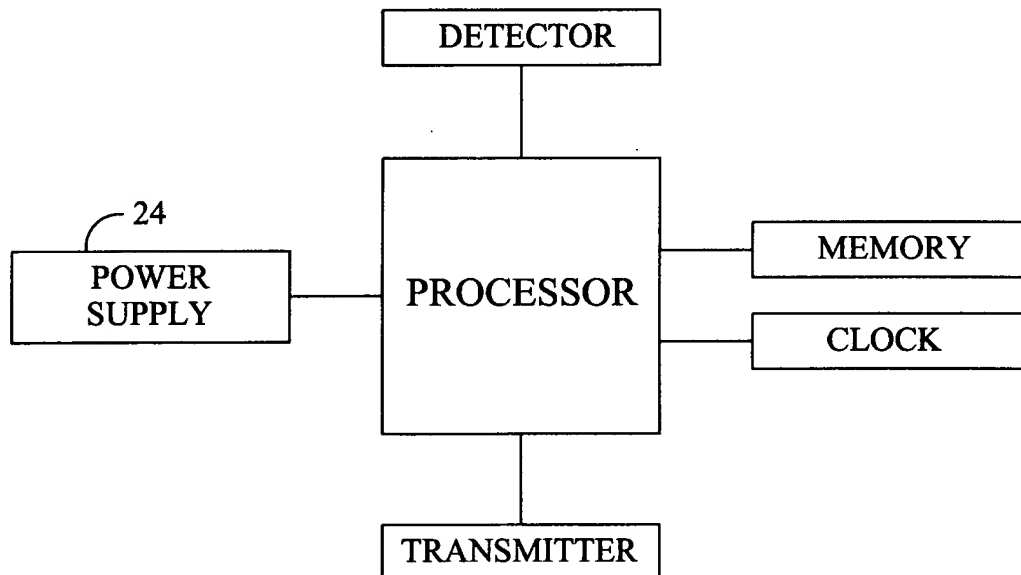 DETECTOR
24
POWER
SUPPLY
PROCESSOR
MEMORY
CLOCK
TRANSMITTER